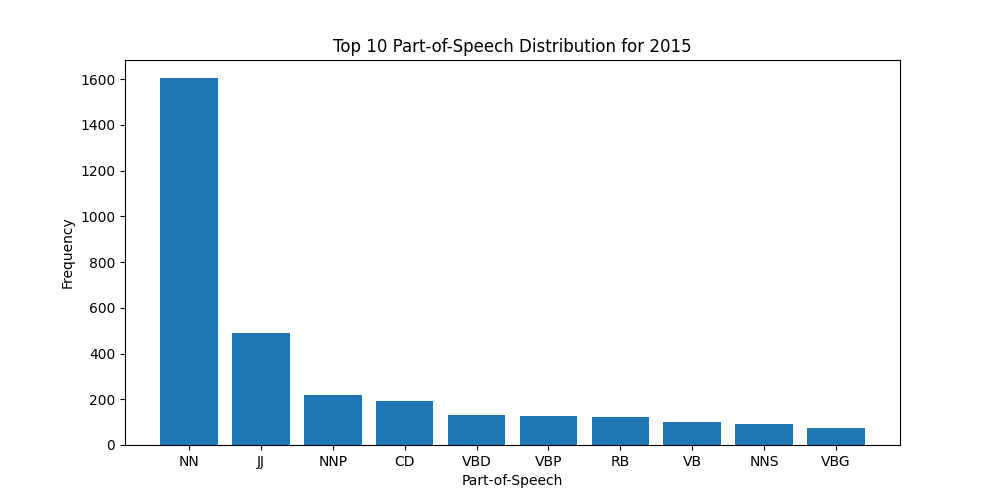 Top 10 Part-of-Speech Distribution for 2015
1600
1400
1200
1000
800
600
400
200
0
Frequency
NN JJ NNP CD VBD VBP RB VB NNS VBG
Part-of-Speech